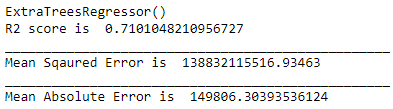 ExtraTreesRegressor()
R2 score is  0.7101048210956727
Mean Sqaured Error is  138832115516.93463
Mean Absolute Error is  149806.30393536124